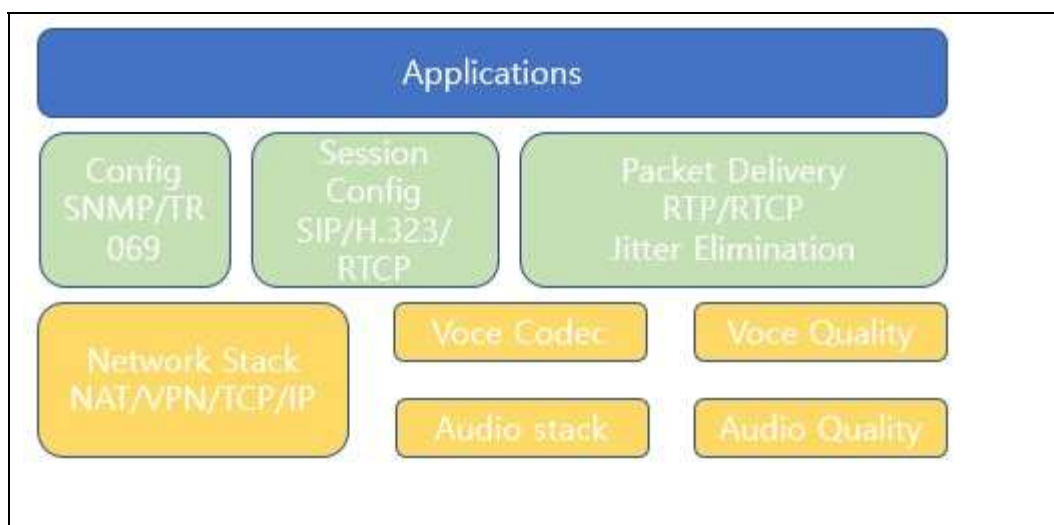 Applications
Config
SNMP/TR
069
Session
Config
SIP/H.323/
RTCP
Packet Delivery
RTP/RTCP
Jitter Elimination
Network Stack
NAT/VPN/TCP/IP
Voce Codec
Voce Quality
Audio stack
Audio Quality